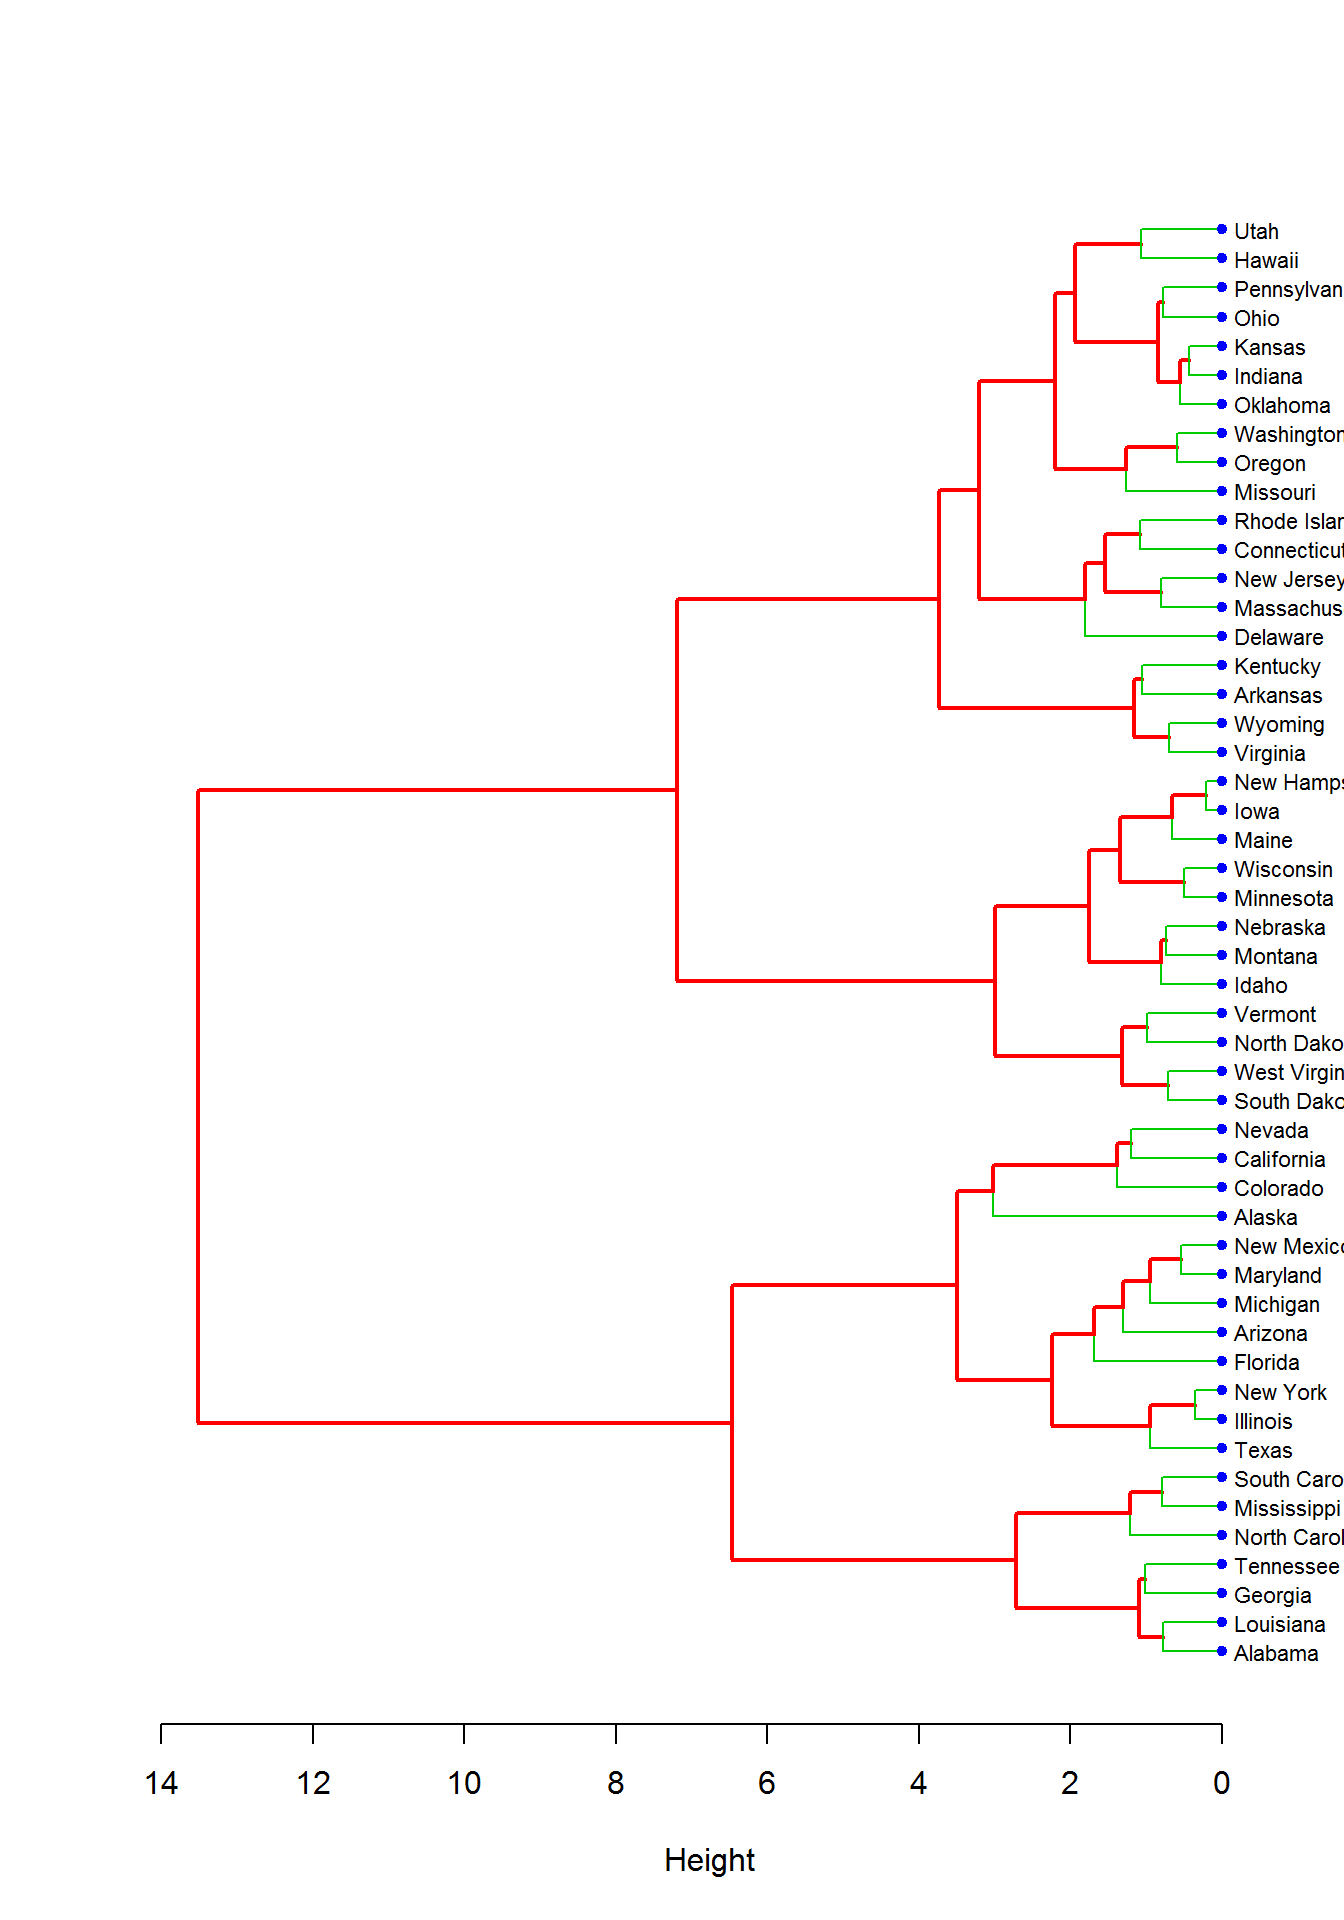 Utah
Hawaii
Pennsylvan
Ohio
Kansas
Indiana
Oklahoma
Washington
Oregon
Missouri
Rhode Islan
Connecticut
New Jersey
Massachus
Delaware
Kentucky
Arkansas
Wyoming
Virginia
New Hamps
Iowa
Maine
Wisconsin
Minnesota
Nebraska
Montana
Idaho
Vermont
North Dako
West Virgin
South Dako
Nevada
California
Colorado
Alaska
New Mexico
Maryland
Michigan
Arizona
Florida
New York
Illinois
Texas
South Caro
Mississippi
North Carol
Tennessee
Georgia
Louisiana
Alabama
14 12 10 8 6 4 2 0
Height